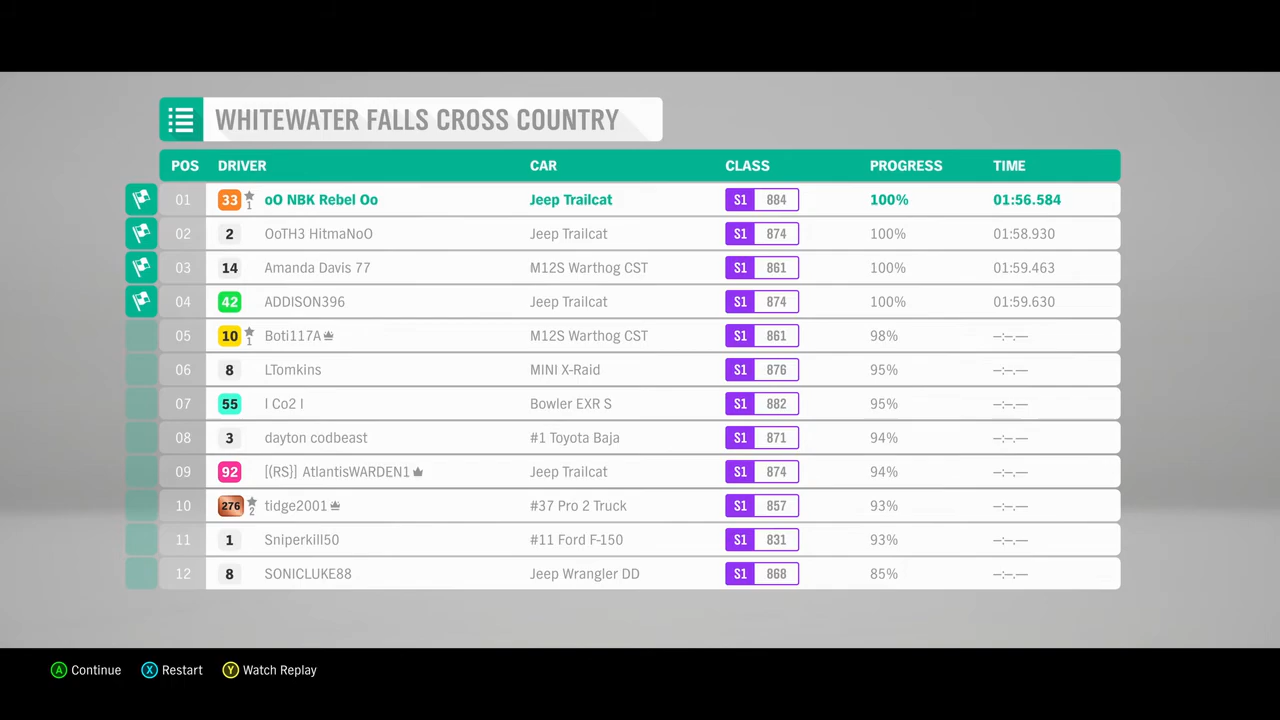 WHITEWATER FALLS CROSS COUNTRY
POS DRIVER CAR CLASS PROGRESS TIME
01 33 1 oO NBK Rebel Oo Jeep Trailcat S1 884 100% 01:56.584
02 2 OoTH3 HitmaNoO Jeep Trailcat S1 874 100% 01:58.930
03 14 Amanda Davis 77 M12S Warthog CST S1 861 100% 01:59.463
04 42 ADDISON396 Jeep Trailcat S1 874 100% 01:59.630
05 10 1 Boti117A M12S Warthog CST S1 861 98% --:--.---
06 8 LTomkins MINI X-Raid S1 876 95% --:--.---
07 55 I Co2 I Bowler EXR S S1 882 95% --:--.---
08 3 dayton codbeast #1 Toyota Baja S1 871 94% --:--.---
09 92 [(RS)] AtlantisWARDEN1 Jeep Trailcat S1 874 94% --:--.---
10 276 2 tidge2001 #37 Pro 2 Truck S1 857 93% --:--.---
11 1 Sniperkill50 #11 Ford F-150 S1 831 93% --:--.---
12 8 SONICLUKE88 Jeep Wrangler DD S1 868 85% --:--.---
A Continue X Restart Y Watch Replay